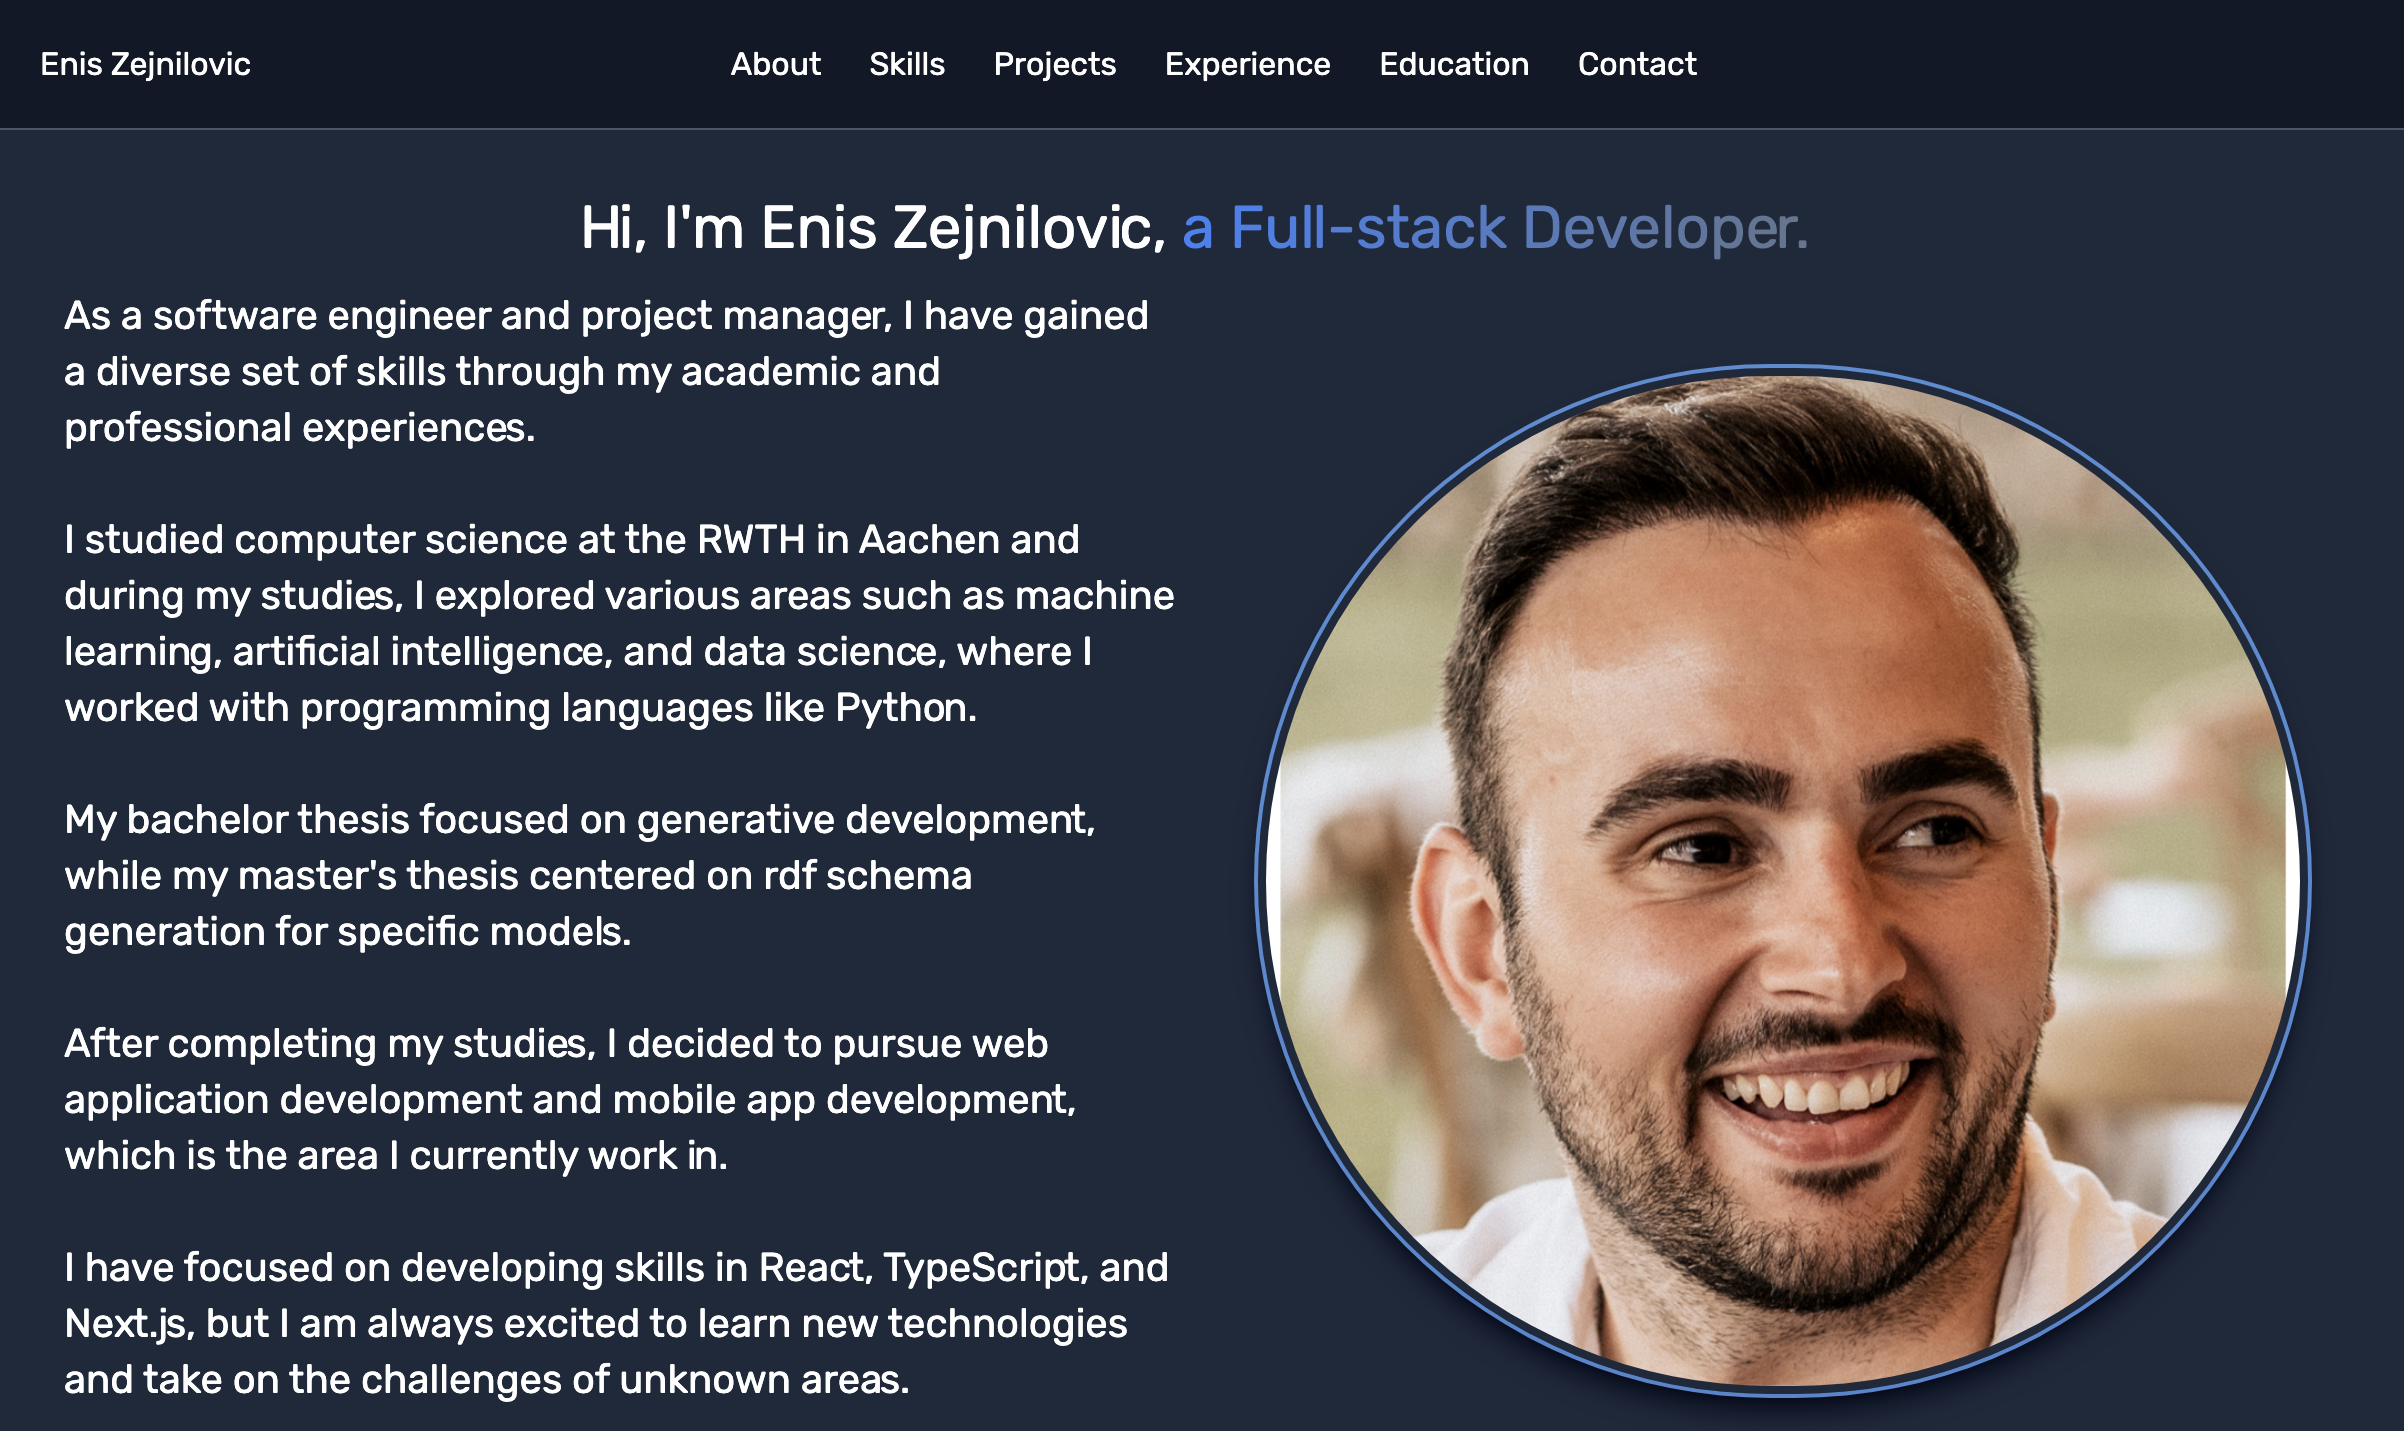 Enis Zejnilovic
About Skills Projects Experience Education Contact
Hi, I'm Enis Zejnilovic, a Full-stack Developer.
As a software engineer and project manager, I have gained
a diverse set of skills through my academic and
professional experiences.
I studied computer science at the RWTH in Aachen and
during my studies, I explored various areas such as machine
learning, artificial intelligence, and data science, where I
worked with programming languages like Python.
My bachelor thesis focused on generative development,
while my master's thesis centered on rdf schema
generation for specific models.
After completing my studies, I decided to pursue web
application development and mobile app development,
which is the area I currently work in.
I have focused on developing skills in React, TypeScript, and
Next.js, but I am always excited to learn new technologies
and take on the challenges of unknown areas.